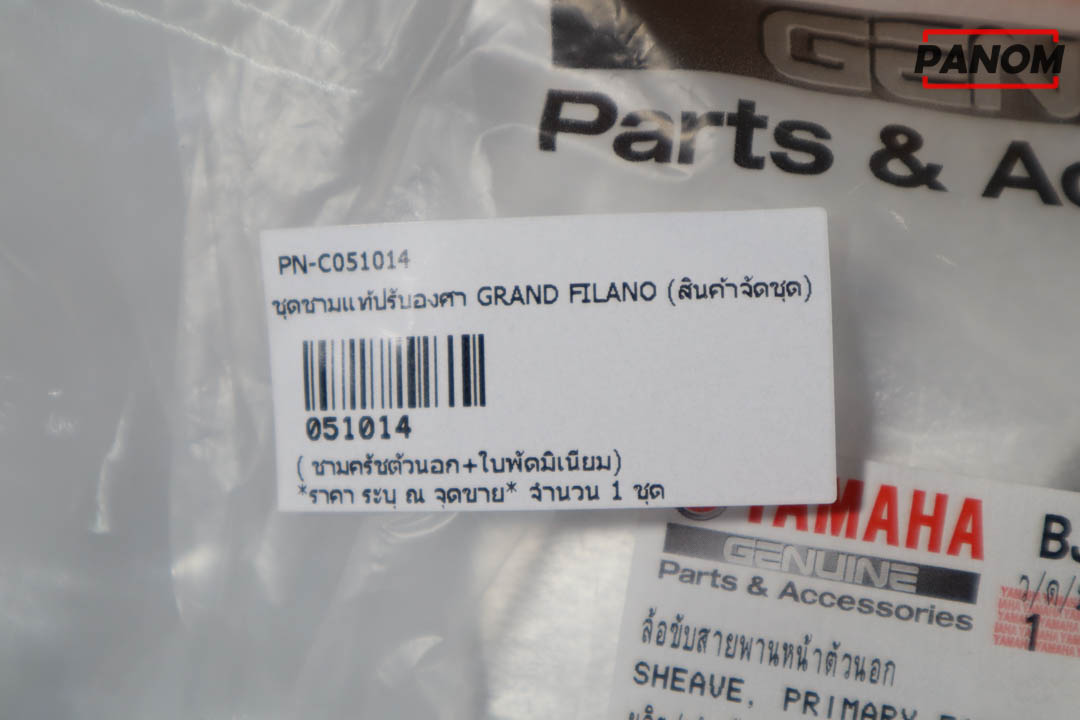 PANOM
Parts &
PN-C051014
ชุดชามแท้ปรับองศา GRAND FILANO (สินค้าจัดชุด)
051014
( ชามครัชตัวนอก+ใบพัดมิเนียม)
*ราคา ระบุ ณ จุดขาย* จำนวน 1 ชุด
YAMAHA
GENUINE
Parts & Accessories
ว/ด/
1
ล้อขับสายพานหน้าตัวนอก
SHEAVE, PRIMARY